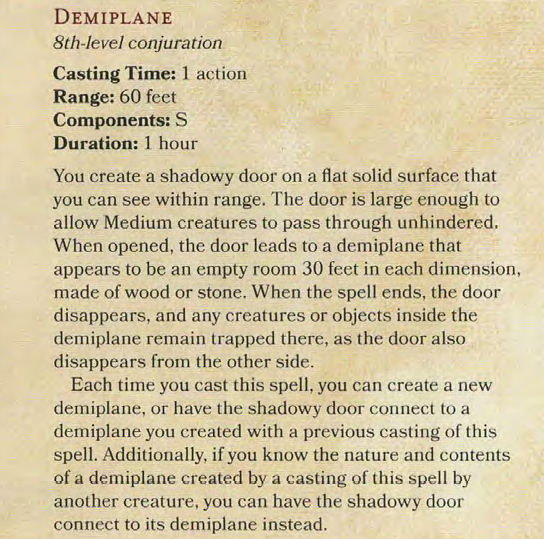 DEMIPLANE
8th-level conjuration
Casting Time: 1 action
Range: 60 feet
Components: S
Duration: 1 hour
You create a shadowy door on a flat solid surface that
you can see within range. The door is large enough to
allow Medium creatures to pass through unhindered.
When opened, the door leads to a demiplane that
appears to be an empty room 30 feet in each dimension,
made of wood or stone. When the spell ends, the door
disappears, and any creatures or objects inside the
demiplane remain trapped there, as the door also
disappears from the other side.
Each time you cast this spell, you can create a new
demiplane, or have the shadowy door connect to a
demiplane you created with a previous casting of this
spell. Additionally, if you know the nature and contents
of a demiplane created by a casting of this spell by
another creature, you can have the shadowy door
connect to its demiplane instead.